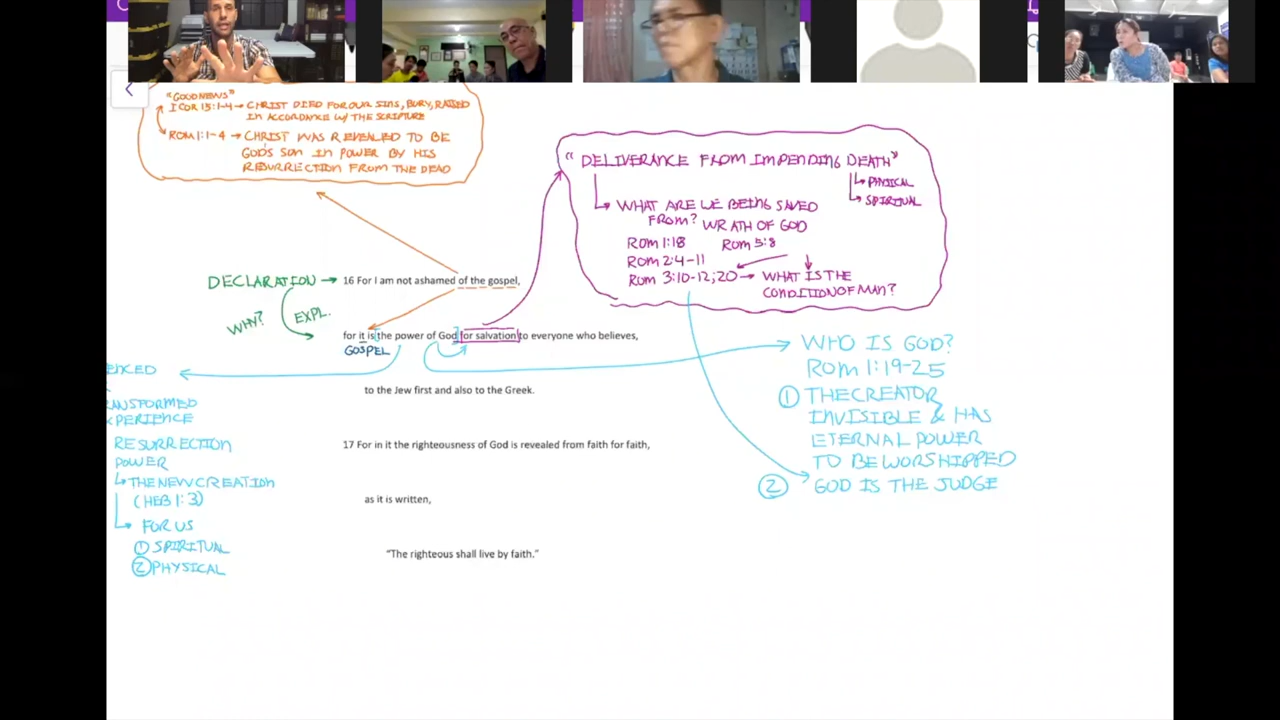 "GOOD NEWS"
I COR 15:1-4 → CHRIST DIED FOR OUR SINS, BURY, RAISED
IN ACCORDANCE W/ THE SCRIPTURE
ROM 1:1-4 → CHRIST WAS REVEALED TO BE
GOD'S SON IN POWER BY HIS
RESURRECTION FROM THE DEAD
"DELIVERANCE FROM IMPENDING DEATH"
PHYSICAL
SPIRITUAL
WHAT ARE WE BEING SAVED
FROM? WRATH OF GOD
Rom 1:18 Rom 5:8
Rom 2:4-11
Rom 3:10-12;20 → WHAT IS THE
CONDITION OF MAN?
DECLARATION → 16 For I am not ashamed of the gospel,
WHY? EXPL.
for it is the power of God for salvation to everyone who believes,
GOSPEL
to the Jew first and also to the Greek.
17 For in it the righteousness of God is revealed from faith for faith,
as it is written,
"The righteous shall live by faith."
ENCED
ANSFORMED
XPERIENCE
RESURRECTION
POWER
THE NEW CREATION
(HEB 1:3)
FOR US
① SPIRITUAL
② PHYSICAL
WHO IS GOD?
Rom 1:19-25
① THE CREATOR
INVISIBLE & HAS
ETERNAL POWER
TO BE WORSHIPPED
② GOD IS THE JUDGE